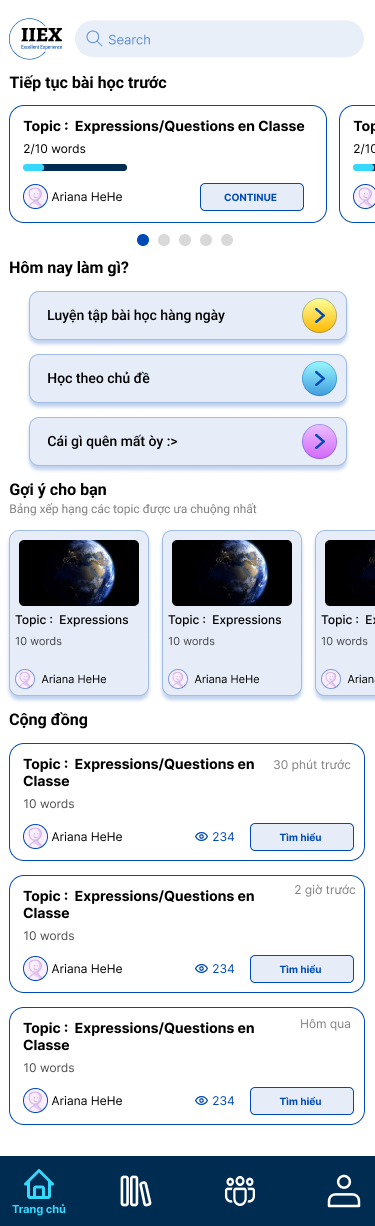 IIEX
Excellent Experience
Search
Tiếp tục bài học trước
Topic :  Expressions/Questions en Classe
2/10 words
Ariana HeHe
CONTINUE
Top
2/10
Hôm nay làm gì?
Luyện tập bài học hàng ngày
Học theo chủ đề
Cái gì quên mất òy :>
Gợi ý cho bạn
Bảng xếp hạng các topic được ưa chuộng nhất
Topic :  Expressions
10 words
Ariana HeHe
Topic :  Expressions
10 words
Ariana HeHe
Topic :  Ex
10 words
Arian
Cộng đồng
Topic :  Expressions/Questions en
Classe
30 phút trước
10 words
Ariana HeHe
234
Tìm hiểu
Topic :  Expressions/Questions en
Classe
2 giờ trước
10 words
Ariana HeHe
234
Tìm hiểu
Topic :  Expressions/Questions en
Classe
Hôm qua
10 words
Ariana HeHe
234
Tìm hiểu
Trang chủ